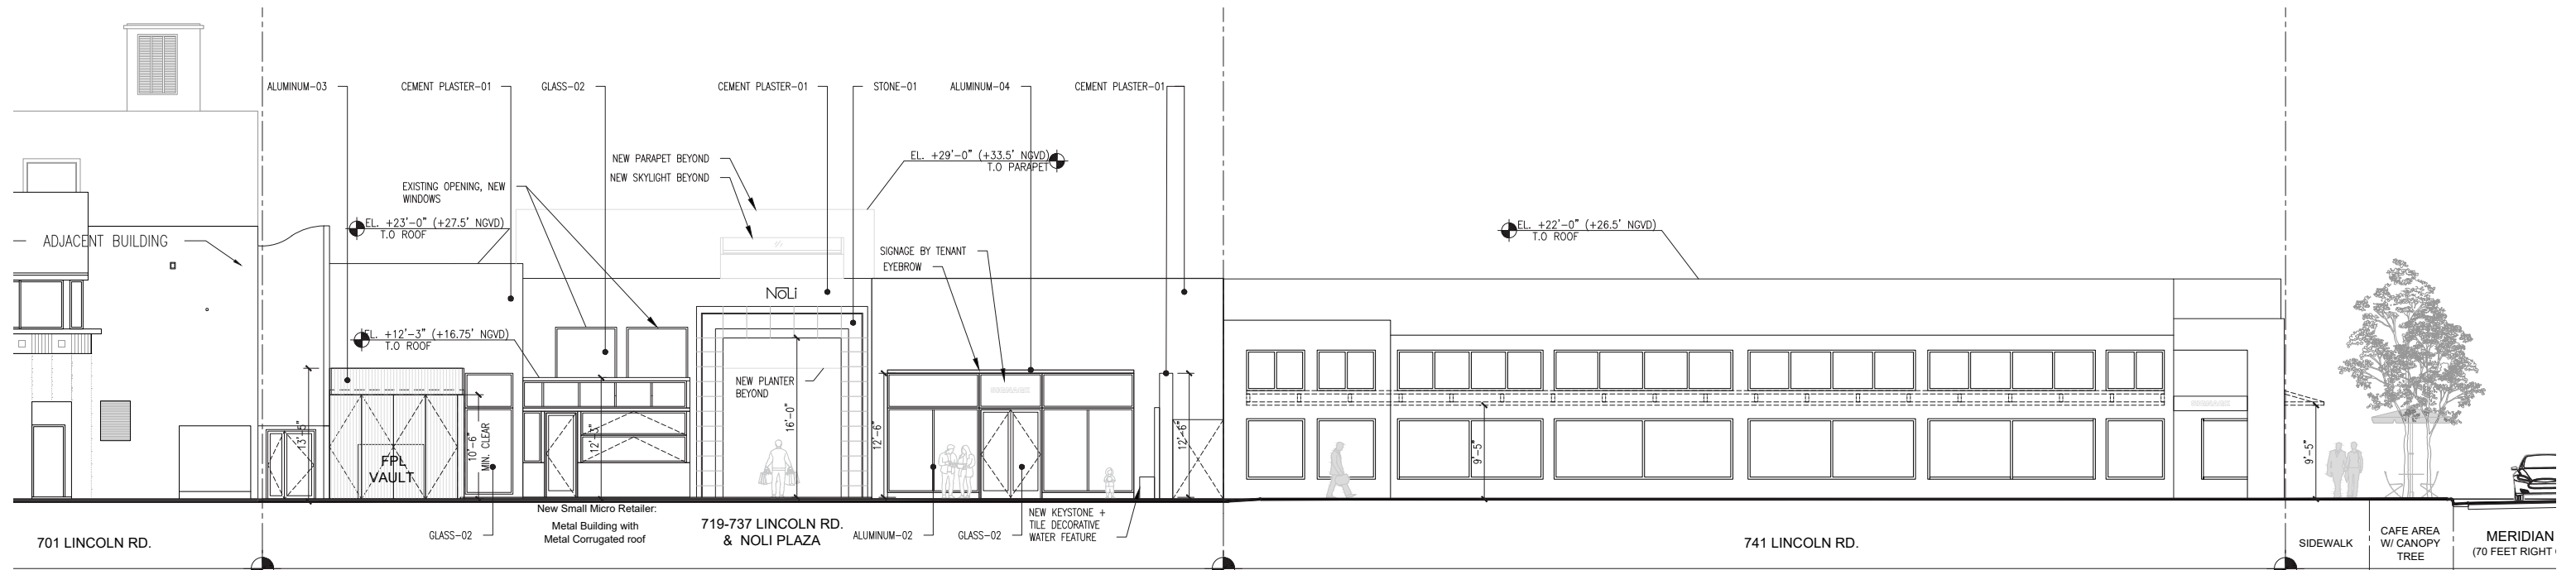 ALUMINUM-03
CEMENT PLASTER-01
GLASS-02
CEMENT PLASTER-01
STONE-01
ALUMINUM-04
CEMENT PLASTER-01
NEW PARAPET BEYOND
NEW SKYLIGHT BEYOND
EL. +29'-0" (+33.5' NGVD)
T.O PARAPET
EXISTING OPENING, NEW
WINDOWS
EL. +23'-0" (+27.5' NGVD)
T.O ROOF
EL. +22'-0" (+26.5' NGVD)
T.O ROOF
ADJACENT BUILDING
SIGNAGE BY TENANT
EYEBROW
NOLi
EL. +12'-3" (+16.75' NGVD)
T.O ROOF
NEW PLANTER
BEYOND
13'-5"
10'-6"
MIN. CLEAR
12'-3"
16'-0"
12'-6"
12'-6"
9'-5"
9'-5"
FPL
VAULT
GLASS-02
New Small Micro Retailer:
Metal Building with
Metal Corrugated roof
719-737 LINCOLN RD.
& NOLI PLAZA
ALUMINUM-02
GLASS-02
NEW KEYSTONE +
TILE DECORATIVE
WATER FEATURE
701 LINCOLN RD.
741 LINCOLN RD.
SIDEWALK
CAFE AREA
W/ CANOPY
TREE
MERIDIAN
(70 FEET RIGHT